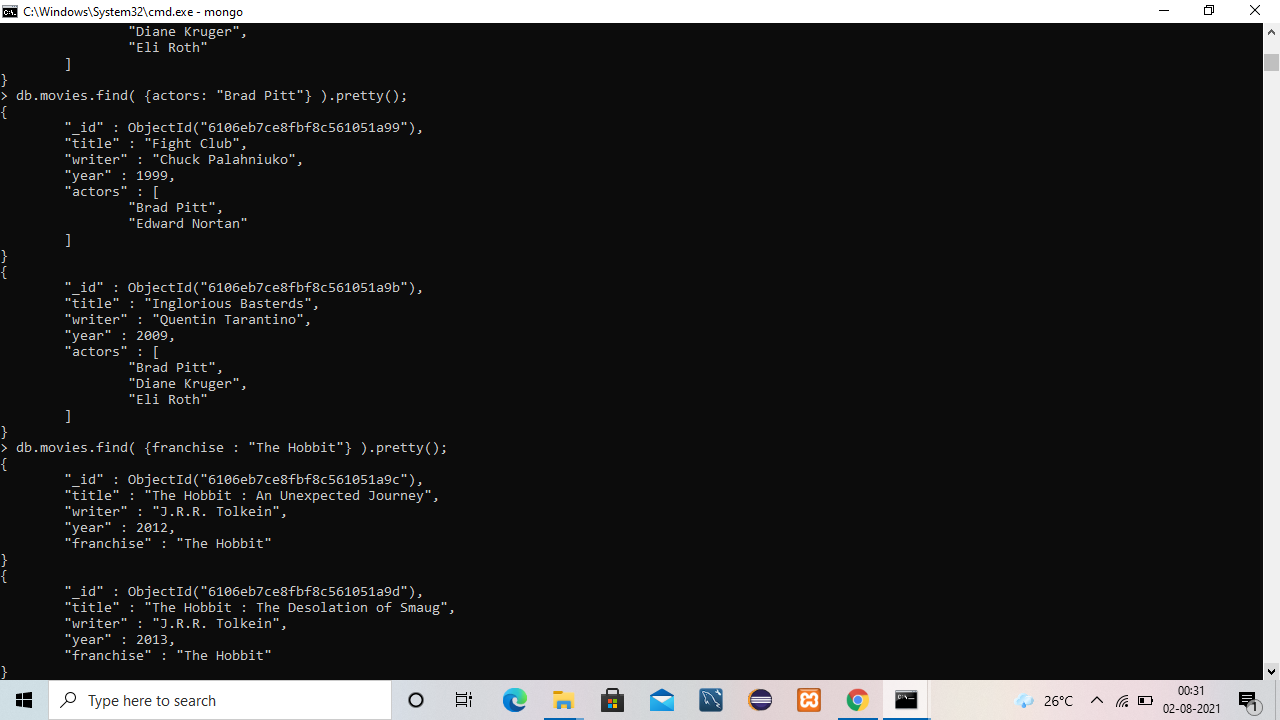 C:\Windows\System32\cmd.exe - mongo
"Diane Kruger",
"Eli Roth"
]
}
> db.movies.find( {actors: "Brad Pitt"} ).pretty();
{
"_id" : ObjectId("6106eb7ce8fbf8c561051a99"),
"title" : "Fight Club",
"writer" : "Chuck Palahniuko",
"year" : 1999,
"actors" : [
"Brad Pitt",
"Edward Nortan"
]
}
{
"_id" : ObjectId("6106eb7ce8fbf8c561051a9b"),
"title" : "Inglorious Basterds",
"writer" : "Quentin Tarantino",
"year" : 2009,
"actors" : [
"Brad Pitt",
"Diane Kruger",
"Eli Roth"
]
}
> db.movies.find( {franchise : "The Hobbit"} ).pretty();
{
"_id" : ObjectId("6106eb7ce8fbf8c561051a9c"),
"title" : "The Hobbit : An Unexpected Journey",
"writer" : "J.R.R. Tolkein",
"year" : 2012,
"franchise" : "The Hobbit"
}
{
"_id" : ObjectId("6106eb7ce8fbf8c561051a9d"),
"title" : "The Hobbit : The Desolation of Smaug",
"writer" : "J.R.R. Tolkein",
"year" : 2013,
"franchise" : "The Hobbit"
}
Type here to search
26°C
00:31
02-08-2021
1